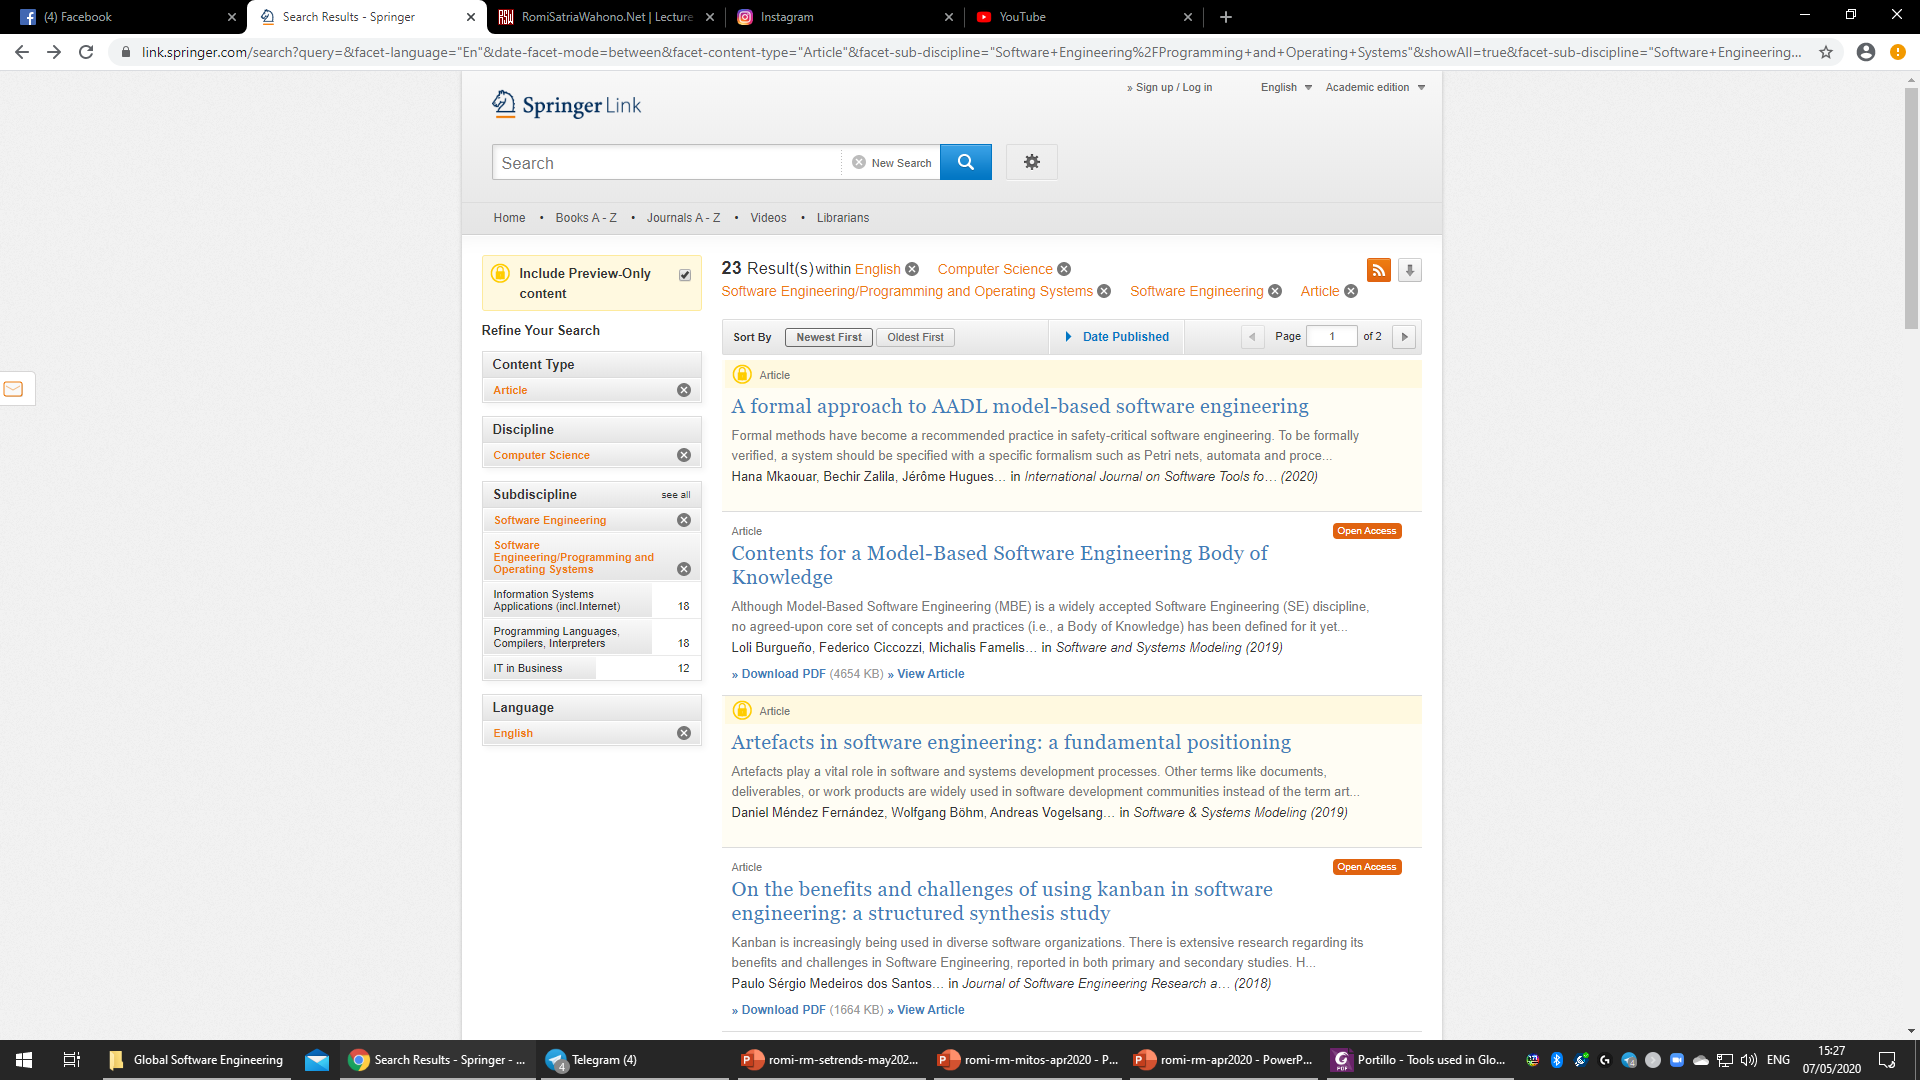 (4) Facebook
Search Results - Springer
RomiSatriaWahono.Net | Lecture
Instagram
YouTube
link.springer.com/search?query=&facet-language="En"&date-facet-mode=between&facet-content-type="Article"&facet-sub-discipline="Software+Engineering%2FProgramming+and+Operating+Systems"&showAll=true&facet-sub-discipline="Software+Engineering...
» Sign up / Log in
English
Academic edition
Springer Link
Search
New Search
Home • Books A - Z • Journals A - Z • Videos • Librarians
Include Preview-Only
content
Refine Your Search
Content Type
Article
Discipline
Computer Science
Subdiscipline see all
Software Engineering
Software
Engineering/Programming and
Operating Systems
Information Systems
Applications (incl.Internet) 18
Programming Languages,
Compilers, Interpreters 18
IT in Business 12
Language
English
23 Result(s) within English Computer Science
Software Engineering/Programming and Operating Systems Software Engineering Article
Sort By Newest First Oldest First Date Published Page 1 of 2
Article
A formal approach to AADL model-based software engineering
Formal methods have become a recommended practice in safety-critical software engineering. To be formally
verified, a system should be specified with a specific formalism such as Petri nets, automata and proce...
Hana Mkaouar, Bechir Zalila, Jérôme Hugues… in International Journal on Software Tools fo… (2020)
Article Open Access
Contents for a Model-Based Software Engineering Body of
Knowledge
Although Model-Based Software Engineering (MBE) is a widely accepted Software Engineering (SE) discipline,
no agreed-upon core set of concepts and practices (i.e., a Body of Knowledge) has been defined for it yet...
Loli Burgueño, Federico Ciccozzi, Michalis Famelis… in Software and Systems Modeling (2019)
» Download PDF (4654 KB) » View Article
Article
Artefacts in software engineering: a fundamental positioning
Artefacts play a vital role in software and systems development processes. Other terms like documents,
deliverables, or work products are widely used in software development communities instead of the term art...
Daniel Méndez Fernández, Wolfgang Böhm, Andreas Vogelsang… in Software & Systems Modeling (2019)
Article Open Access
On the benefits and challenges of using kanban in software
engineering: a structured synthesis study
Kanban is increasingly being used in diverse software organizations. There is extensive research regarding its
benefits and challenges in Software Engineering, reported in both primary and secondary studies. H...
Paulo Sérgio Medeiros dos Santos… in Journal of Software Engineering Research a… (2018)
» Download PDF (1664 KB) » View Article
Global Software Engineering
Search Results - Springer - ...
4
Telegram (4)
romi-rm-setrends-may202...
romi-rm-mitos-apr2020 - P...
romi-rm-apr2020 - PowerP...
Portillo - Tools used in Glo...
ENG
15:27
07/05/2020